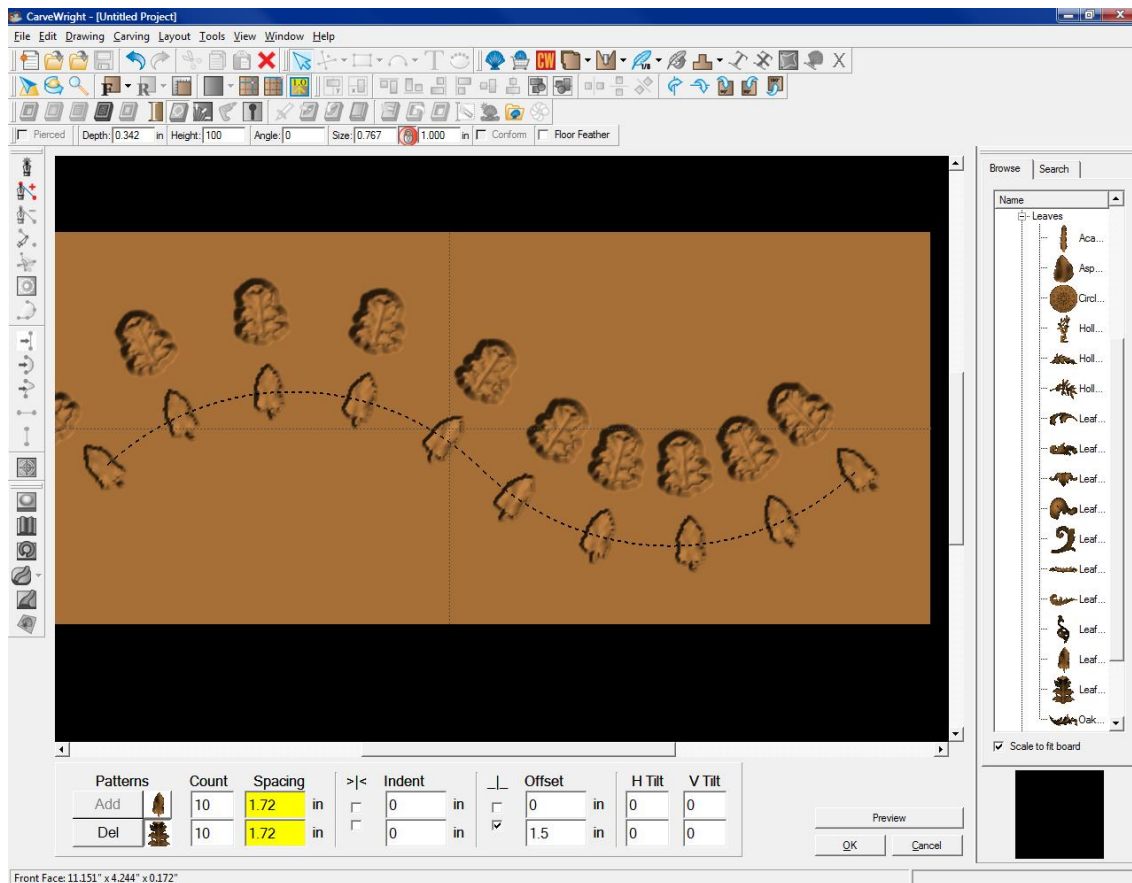 CarveWright - [Untitled Project]
File Edit Drawing Carving Layout Tools View Window Help
CW 1/8
F R
Pierced Depth: 0.342 in Height: 100 Angle: 0 Size: 0.767 1.000 in Conform Floor Feather
Browse Search
Name
Leaves
Aca...
Asp...
Circl...
Holl...
Holl...
Holl...
Leaf...
Leaf...
Leaf...
Leaf...
Leaf...
Leaf...
Leaf...
Leaf...
Leaf...
Leaf...
Oak...
Scale to fit board
Patterns Count Spacing >|< Indent _|_ Offset H Tilt V Tilt
Add 10 1.72 in 0 in 0 in 0 0
Del 10 1.72 in 0 in 1.5 in 0 0
Preview
OK Cancel
Front Face: 11.151" x 4.244" x 0.172"